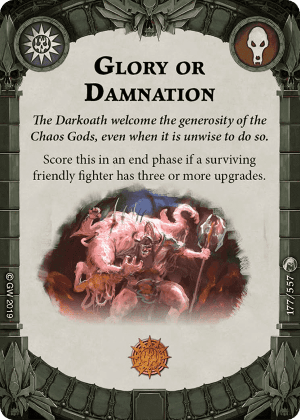 GLORY OR
DAMNATION
The Darkoath welcome the generosity of the
Chaos Gods, even when it is unwise to do so.
Score this in an end phase if a surviving
friendly fighter has three or more upgrades.
© GW 2019
177/557